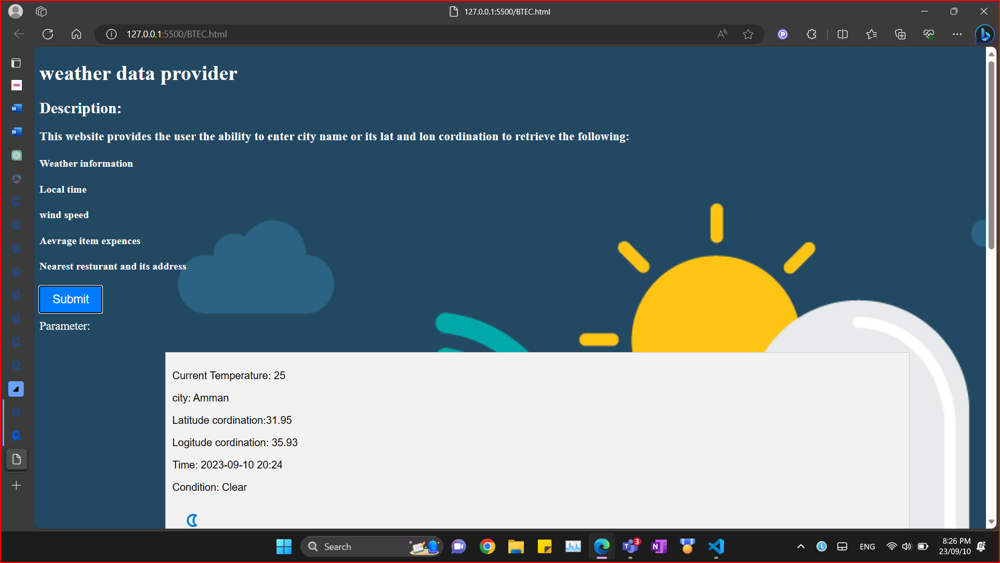 127.0.0.1:5500/BTEC.html
127.0.0.1:5500/BTEC.html
weather data provider
Description:
This website provides the user the ability to enter city name or its lat and lon cordination to retrieve the following:
Weather information
Local time
wind speed
Aevrage item expences
Nearest resturant and its address
Submit
Parameter:
Current Temperature: 25
city: Amman
Latitude cordination:31.95
Logitude cordination: 35.93
Time: 2023-09-10 20:24
Condition: Clear
Search
3
ENG
8:26 PM
23/09/10